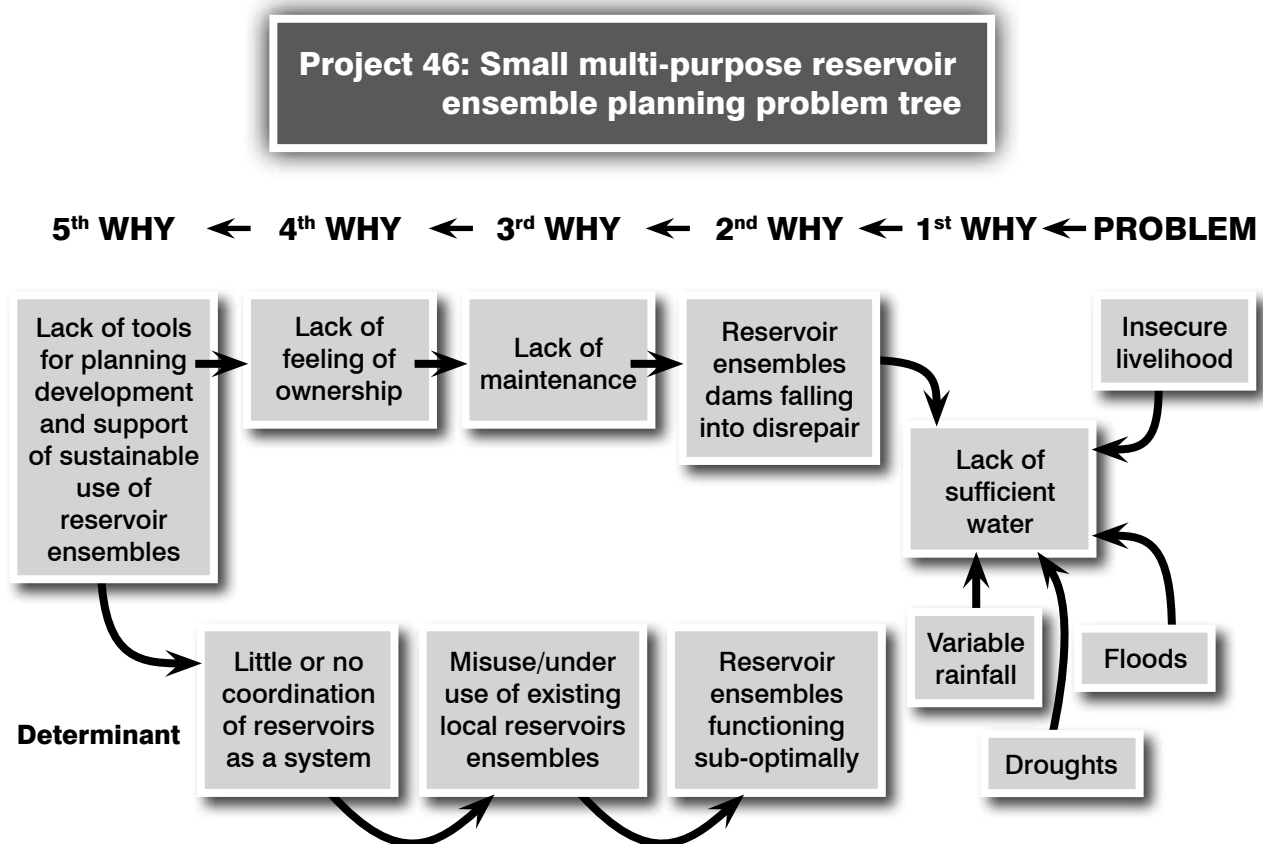 Project 46: Small multi-purpose reservoir
ensemble planning problem tree
5th WHY ← 4th WHY ← 3rd WHY ← 2nd WHY ← 1st WHY ← PROBLEM
Lack of tools
for planning
development
and support
of sustainable
use of
reservoir
ensembles
Lack of
feeling of
ownership
Lack of
maintenance
Reservoir
ensembles
dams falling
into disrepair
Insecure
livelihood
Lack of
sufficient
water
Determinant
Little or no
coordination
of reservoirs
as a system
Misuse/under
use of existing
local reservoirs
ensembles
Reservoir
ensembles
functioning
sub-optimally
Variable
rainfall
Floods
Droughts